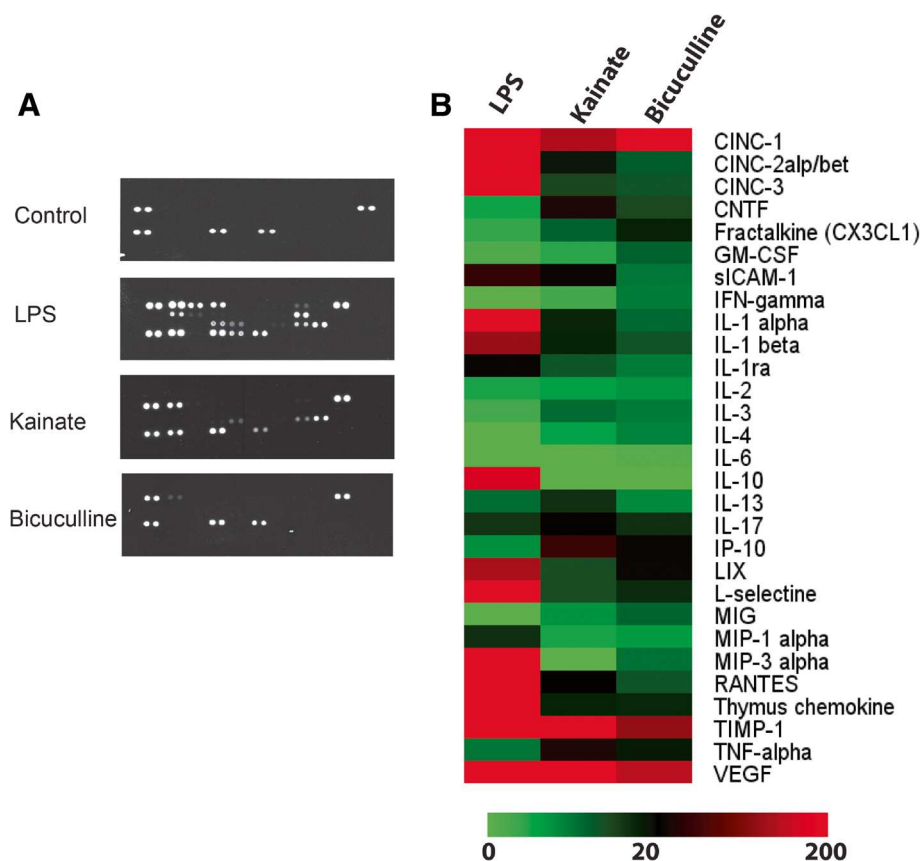 A
Control
LPS
Kainate
Bicuculline
B
LPS
Kainate
Bicuculline
CINC-1
CINC-2alp/bet
CINC-3
CNTF
Fractalkine (CX3CL1)
GM-CSF
sICAM-1
IFN-gamma
IL-1 alpha
IL-1 beta
IL-1ra
IL-2
IL-3
IL-4
IL-6
IL-10
IL-13
IL-17
IP-10
LIX
L-selectine
MIG
MIP-1 alpha
MIP-3 alpha
RANTES
Thymus chemokine
TIMP-1
TNF-alpha
VEGF
0 20 200